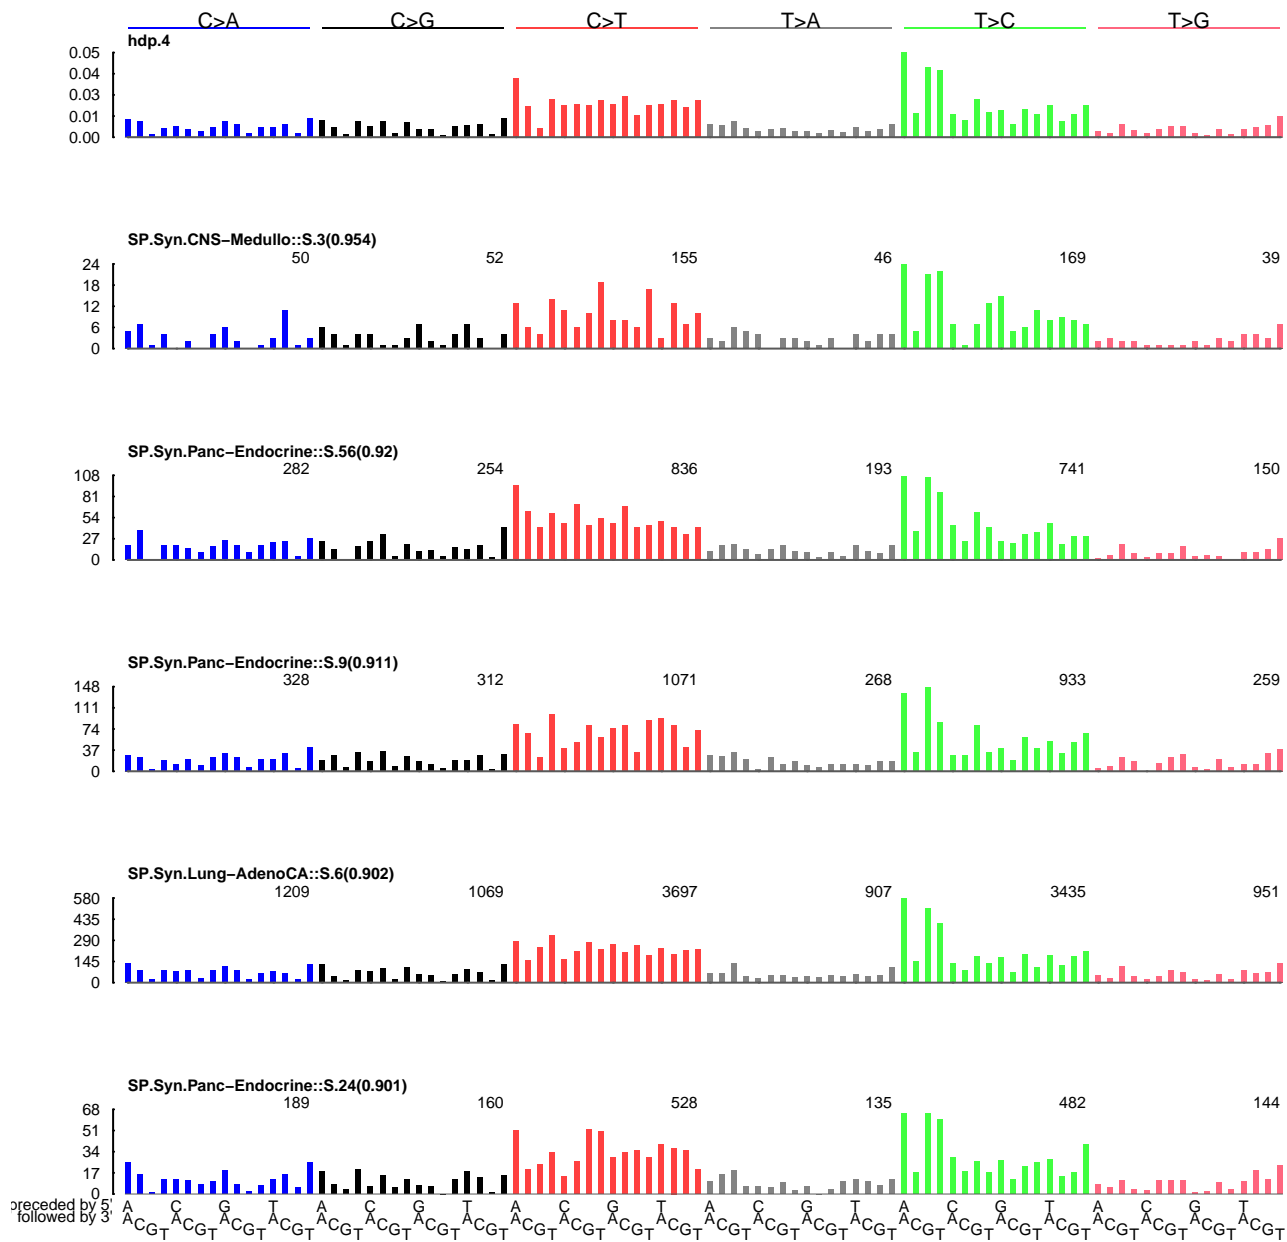 C>A C>G C>T T>A T>C T>G
hdp.4
0.05
0.04
0.03
0.01
0.00
SP.Syn.CNS−Medullo::S.3(0.954)
50 52 155 46 169 39
24
18
12
6
0
SP.Syn.Panc−Endocrine::S.56(0.92)
282 254 836 193 741 150
108
81
54
27
0
SP.Syn.Panc−Endocrine::S.9(0.911)
328 312 1071 268 933 259
148
111
74
37
0
SP.Syn.Lung−AdenoCA::S.6(0.902)
1209 1069 3697 907 3435 951
580
435
290
145
0
SP.Syn.Panc−Endocrine::S.24(0.901)
189 160 528 135 482 144
68
51
34
17
0
preceded by 5' A C G T A C G T A C G T A C G T A C G T A C G T
followed by 3' A C G T A C G T A C G T A C G T A C G T A C G T A C G T A C G T A C G T A C G T A C G T A C G T A C G T A C G T A C G T A C G T A C G T A C G T A C G T A C G T A C G T A C G T A C G T A C G T